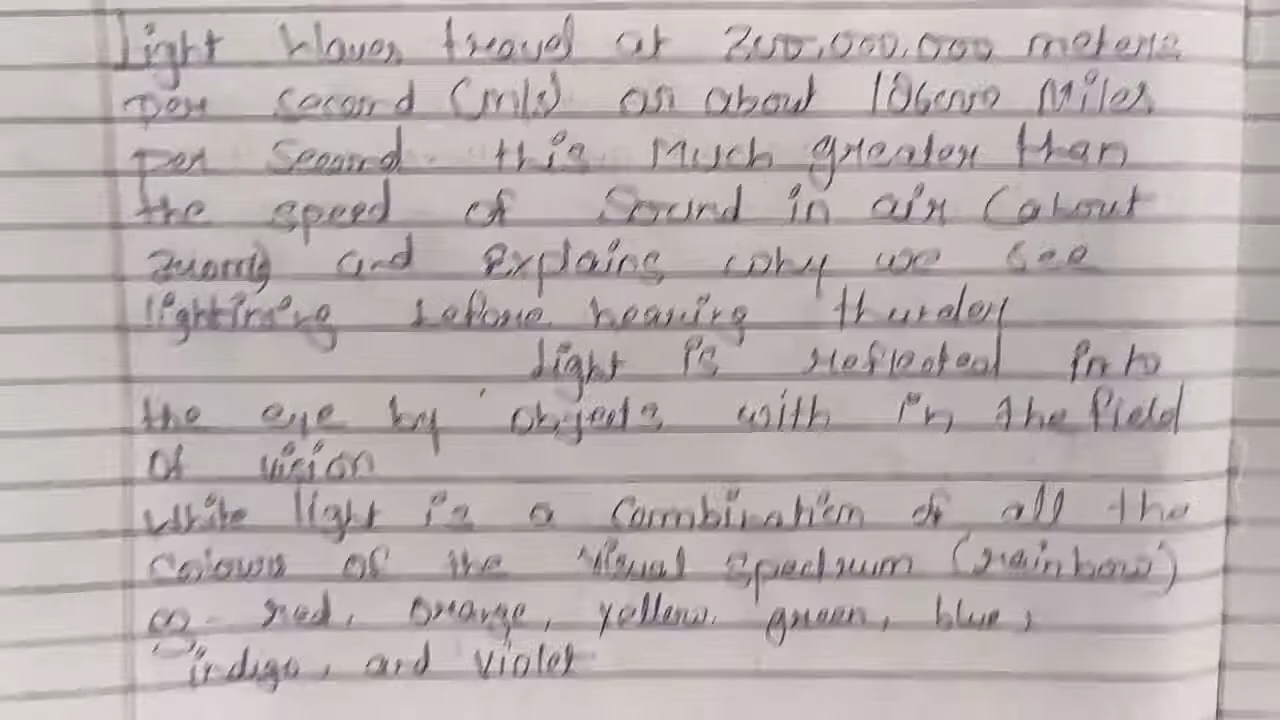 Light Waves travel at 300,000,000 meters
per second (m/s) or about 186000 Miles
per Second. this Much greater than
the speed of Sound in air (about
and Explains why we see
lightining before hearing thunder
light is reflected into
the eye by objects with in the field
of vision
White light is a Combination of all the
Colours of the Visual Spectrum (rainbow)
red, orange, yellow, green, blue,
indigo, and violet